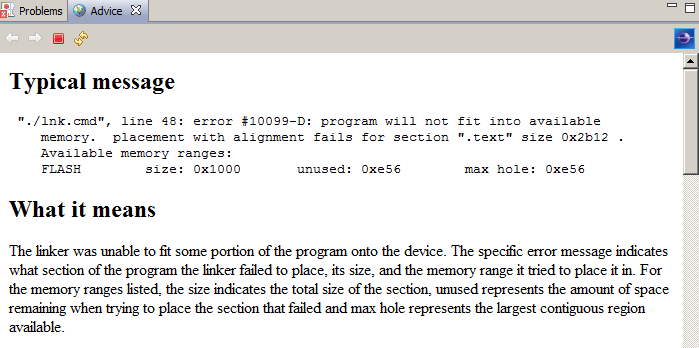 Problems Advice
Typical message
"./lnk.cmd", line 48: error #10099-D: program will not fit into available
memory. placement with alignment fails for section ".text" size 0x2b12 .
Available memory ranges:
FLASH size: 0x1000 unused: 0xe56 max hole: 0xe56
What it means
The linker was unable to fit some portion of the program onto the device. The specific error message indicates
what section of the program the linker failed to place, its size, and the memory range it tried to place it in. For
the memory ranges listed, the size indicates the total size of the section, unused represents the amount of space
remaining when trying to place the section that failed and max hole represents the largest contiguous region
available.